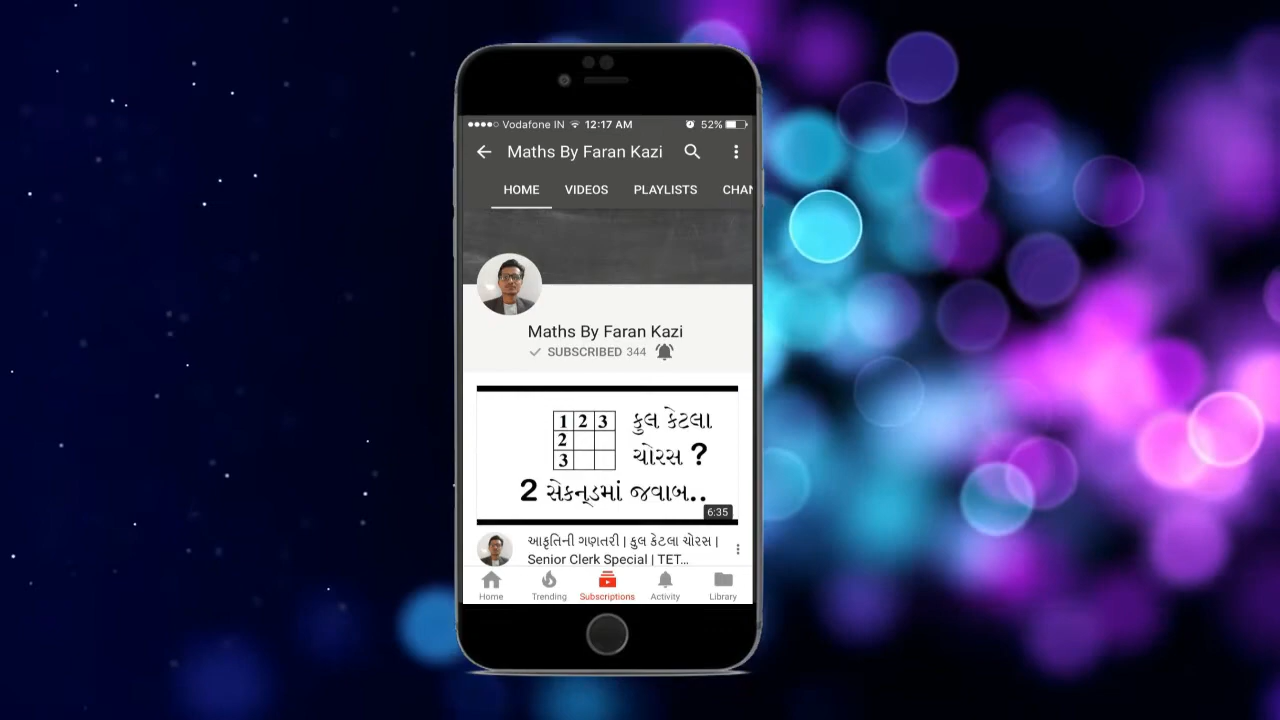 Vodafone IN 12:17 AM 52%
Maths By Faran Kazi
HOME VIDEOS PLAYLISTS CHAN
Maths By Faran Kazi
SUBSCRIBED 344
1 2 3 કુલ કેટલા
2
ચોરસ ?
3
2 સેકન્ડમાં જવાબ..
6:35
આકૃતિની ગણતરી | કુલ કેટલા ચોરસ |
Senior Clerk Special | TET...
Home Trending Subscriptions Activity Library